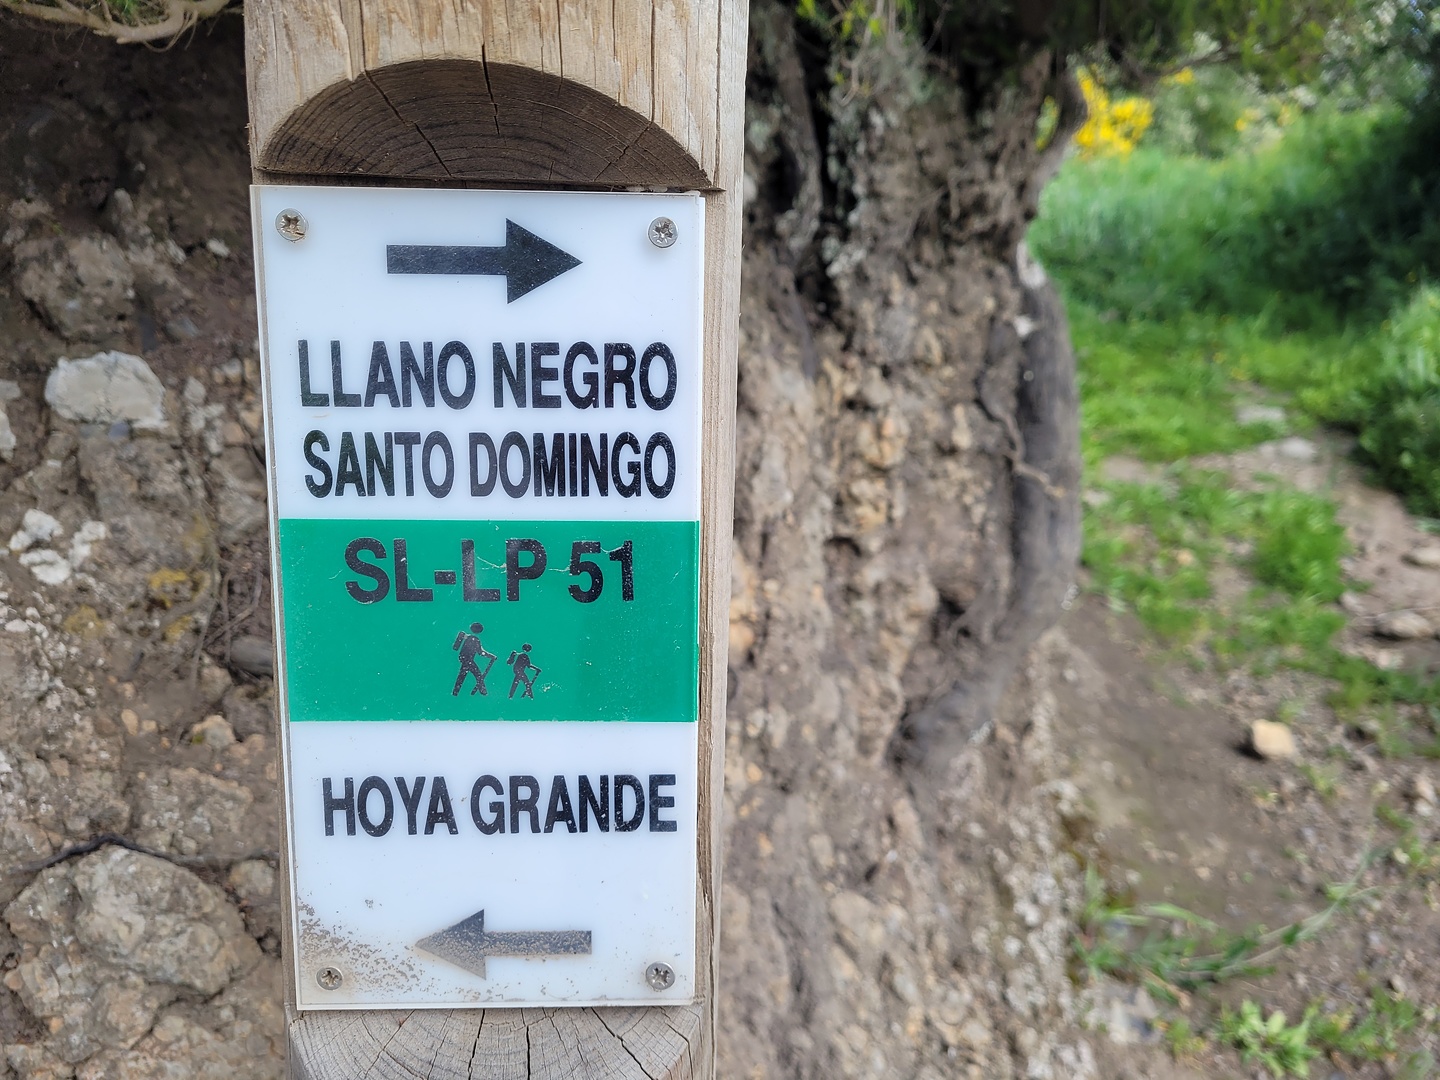 LLANO NEGRO
SANTO DOMINGO
SL-LP 51
HOYA GRANDE